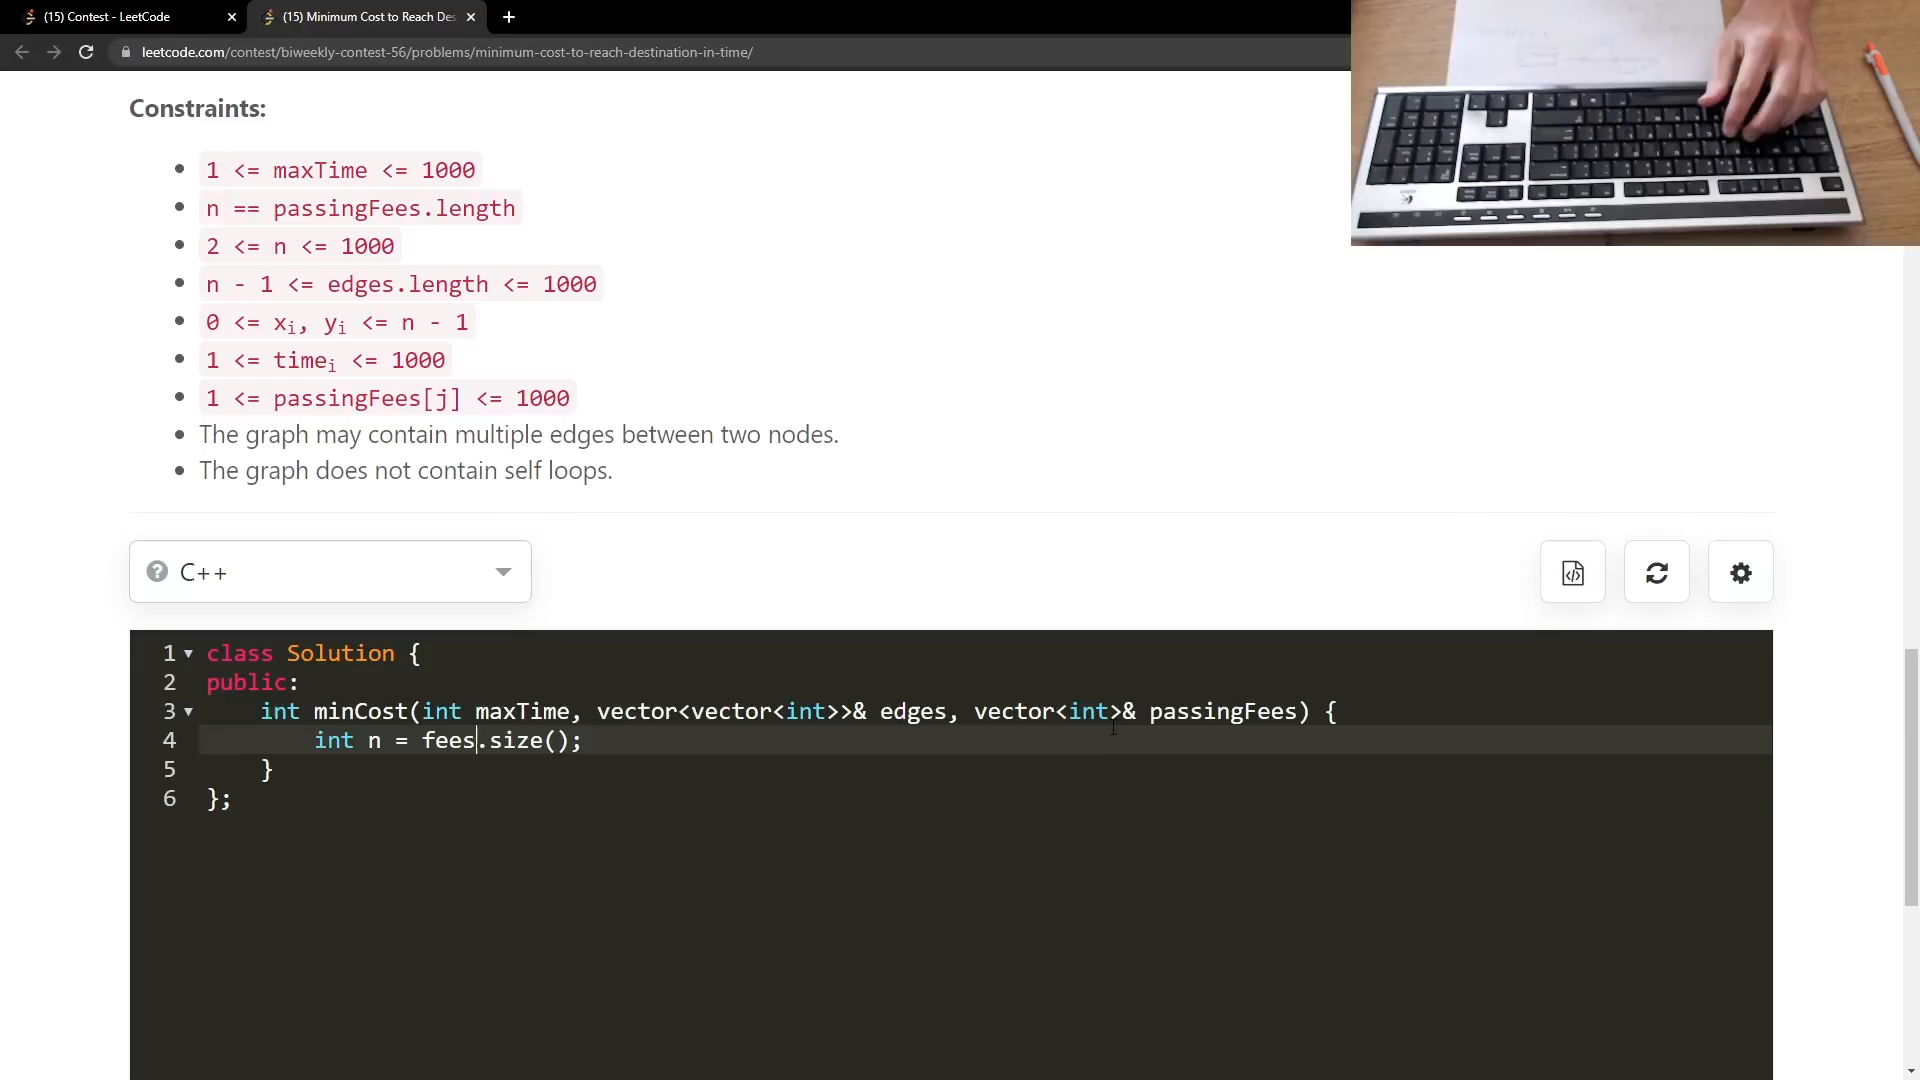 (15) Contest - LeetCode
(15) Minimum Cost to Reach Des
leetcode.com/contest/biweekly-contest-56/problems/minimum-cost-to-reach-destination-in-time/
Constraints:
1 <= maxTime <= 1000
n == passingFees.length
2 <= n <= 1000
n - 1 <= edges.length <= 1000
0 <= xi, yi <= n - 1
1 <= timei <= 1000
1 <= passingFees[j] <= 1000
The graph may contain multiple edges between two nodes.
The graph does not contain self loops.
C++
1 class Solution {
2 public:
3 int minCost(int maxTime, vector<vector<int>>& edges, vector<int>& passingFees) {
4 int n = fees.size();
5 }
6 };